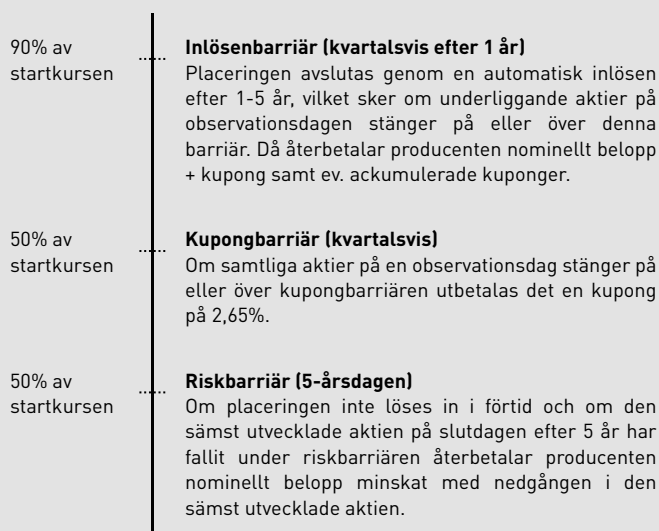 90% av
startkursen
Inlösenbarriär (kvartalsvis efter 1 år)
Placeringen avslutas genom en automatisk inlösen
efter 1-5 år, vilket sker om underliggande aktier på
observationsdagen stänger på eller över denna
barriär. Då återbetalar producenten nominellt belopp
+ kupong samt ev. ackumulerade kuponger.
50% av
startkursen
Kupongbarriär (kvartalsvis)
Om samtliga aktier på en observationsdag stänger på
eller över kupongbarriären utbetalas det en kupong
på 2,65%.
50% av
startkursen
Riskbarriär (5-årsdagen)
Om placeringen inte löses in i förtid och om den
sämst utvecklade aktien på slutdagen efter 5 år har
fallit under riskbarriären återbetalar producenten
nominellt belopp minskat med nedgången i den
sämst utvecklade aktien.